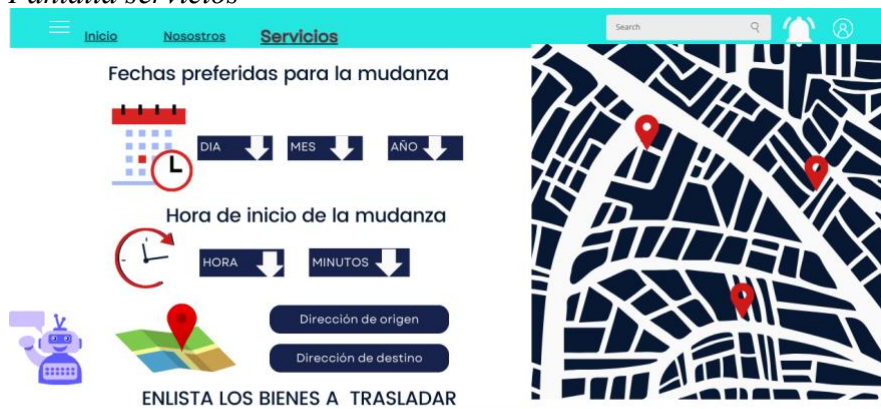 Pantalla servicios
Inicio Nosostros Servicios Search
Fechas preferidas para la mudanza
DIA MES AÑO
Hora de inicio de la mudanza
HORA MINUTOS
Dirección de origen
Dirección de destino
ENLISTA LOS BIENES A TRASLADAR